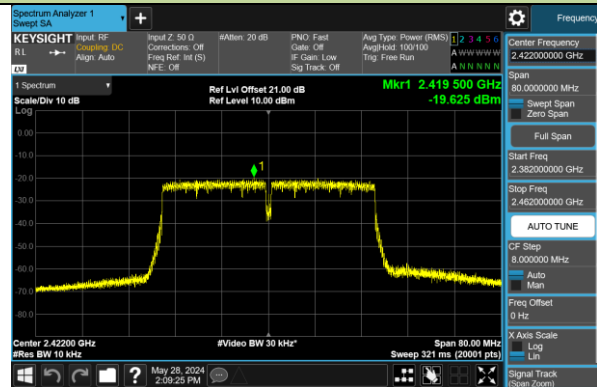 Spectrum Analyzer 1
Swept SA
+
Frequency
KEYSIGHT
RL
LXI
Input: RF
Coupling: DC
Align: Auto
Input Z: 50 Ω
Corrections: Off
Freq Ref: Int (S)
NFE: Off
#Atten: 20 dB
PNO: Fast
Gate: Off
IF Gain: Low
Sig Track: Off
Avg Type: Power (RMS)
Avg|Hold: 100/100
Trig: Free Run
1 2 3 4 5 6
A W W W W W
A N N N N N
1 Spectrum
Scale/Div 10 dB
Log
Ref Lvl Offset 21.00 dB
Ref Level 10.00 dBm
Mkr1 2.419 500 GHz
-19.625 dBm
0.00
-10.0
-20.0
-30.0
-40.0
-50.0
-60.0
-70.0
-80.0
1
Center 2.42200 GHz
#Res BW 10 kHz
#Video BW 30 kHz*
Span 80.00 MHz
Sweep 321 ms (20001 pts)
Center Frequency
2.422000000 GHz
Span
80.0000000 MHz
Swept Span
Zero Span
Full Span
Start Freq
2.382000000 GHz
Stop Freq
2.462000000 GHz
AUTO TUNE
CF Step
8.000000 MHz
Auto
Man
Freq Offset
0 Hz
X Axis Scale
Log
Lin
Signal Track
(Span Zoom)
?
May 28, 2024
2:09:25 PM